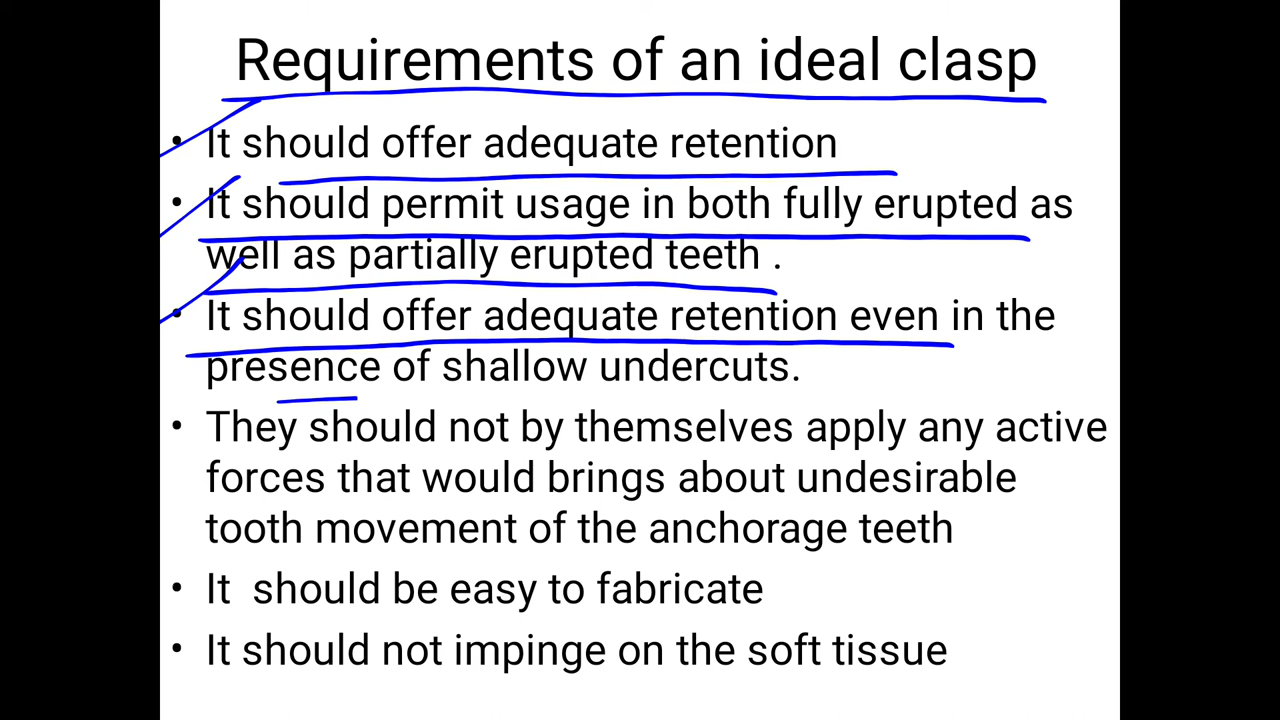 Requirements of an ideal clasp
• It should offer adequate retention
• It should permit usage in both fully erupted as
well as partially erupted teeth .
• It should offer adequate retention even in the
presence of shallow undercuts.
• They should not by themselves apply any active
forces that would brings about undesirable
tooth movement of the anchorage teeth
• It  should be easy to fabricate
• It should not impinge on the soft tissue